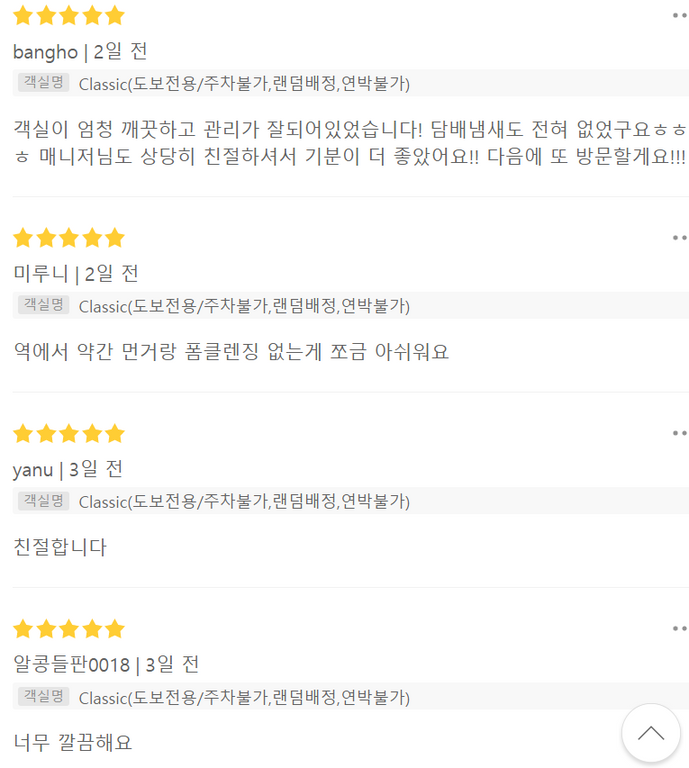 bangho | 2일 전
객실명 Classic(도보전용/주차불가,랜덤배정,연박불가)
객실이 엄청 깨끗하고 관리가 잘되어있었습니다! 담배냄새도 전혀 없었구요ㅎㅎ
ㅎ 매니저님도 상당히 친절하셔서 기분이 더 좋았어요!! 다음에 또 방문할게요!!!
미루니 | 2일 전
객실명 Classic(도보전용/주차불가,랜덤배정,연박불가)
역에서 약간 먼거랑 폼클렌징 없는게 쪼금 아쉬워요
yanu | 3일 전
객실명 Classic(도보전용/주차불가,랜덤배정,연박불가)
친절합니다
알콩들판0018 | 3일 전
객실명 Classic(도보전용/주차불가,랜덤배정,연박불가)
너무 깔끔해요